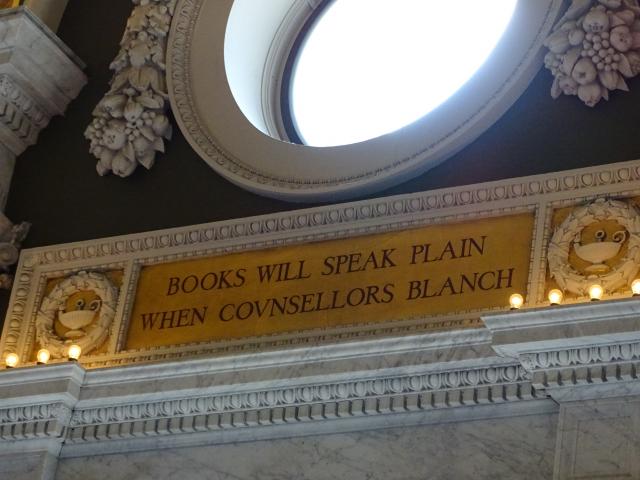 BOOKS WILL SPEAK PLAIN
WHEN COVNSELLORS BLANCH